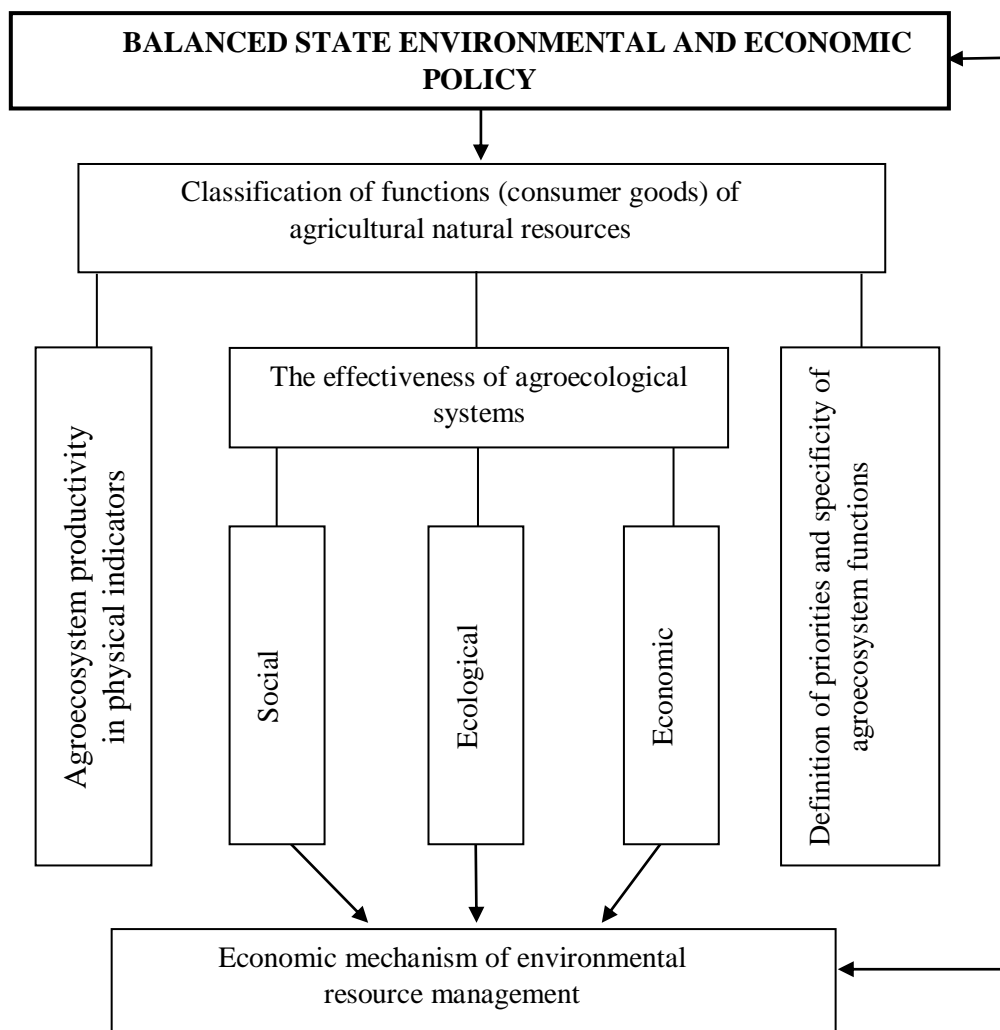 BALANCED STATE ENVIRONMENTAL AND ECONOMIC
POLICY
Classification of functions (consumer goods) of
agricultural natural resources
Agroecosystem productivity
in physical indicators
The effectiveness of agroecological
systems
Social
Ecological
Economic
Definition of priorities and specificity of
agroecosystem functions
Economic mechanism of environmental
resource management